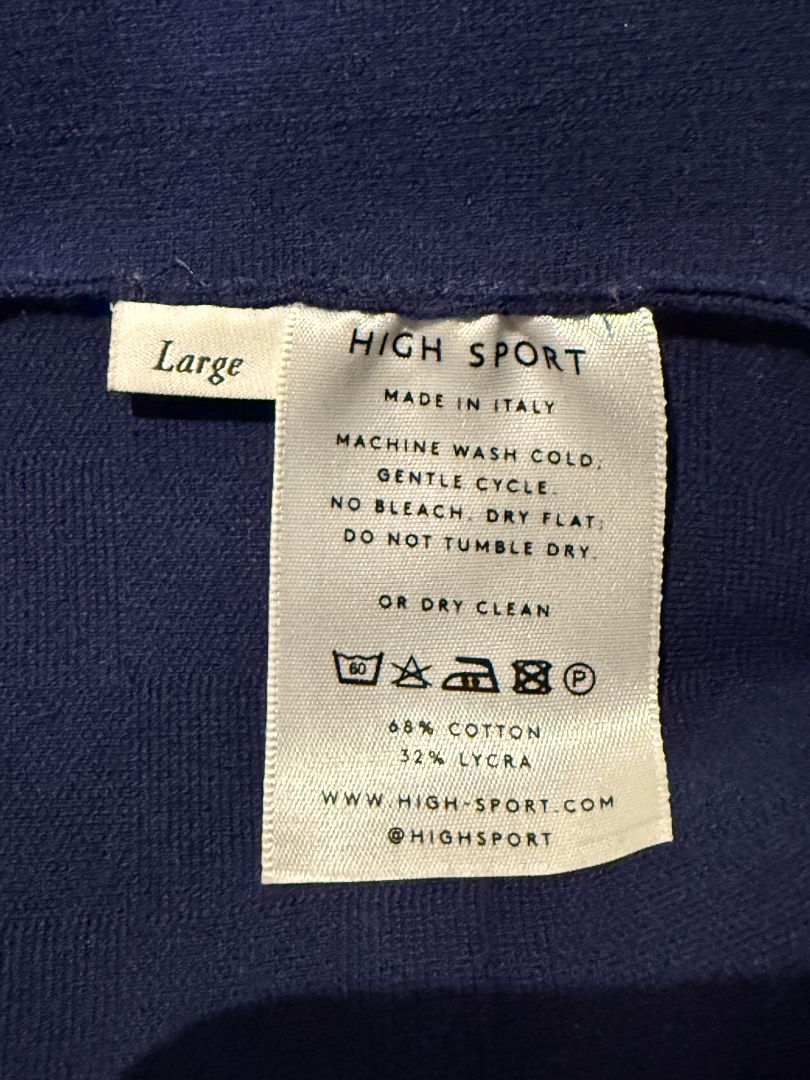 Large
HIGH SPORT
MADE IN ITALY
MACHINE WASH COLD,
GENTLE CYCLE.
NO BLEACH. DRY FLAT;
DO NOT TUMBLE DRY.
OR DRY CLEAN
60 P
68% COTTON
32% LYCRA
WWW.HIGH-SPORT.COM
@HIGHSPORT